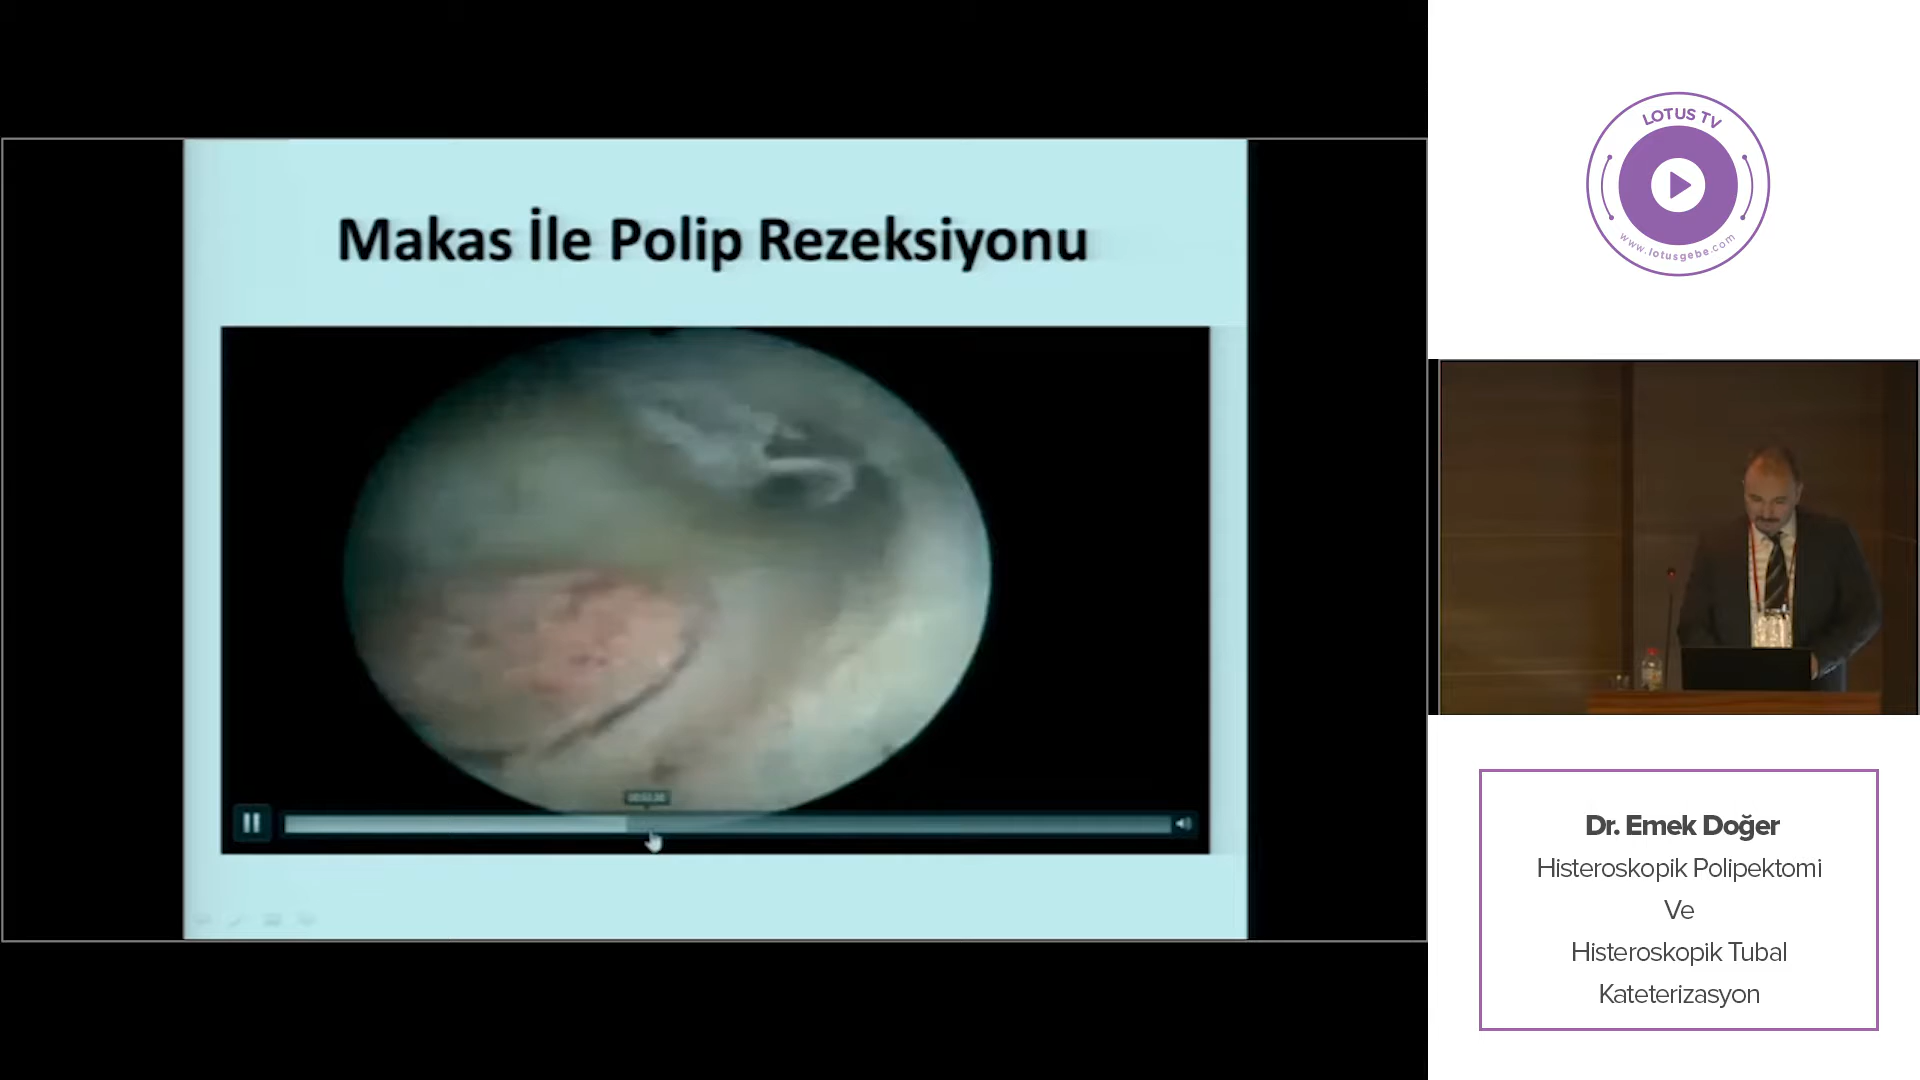 Makas İle Polip Rezeksiyonu
LOTUS TV
www.lotusgebe.com
Dr. Emek Doğer
Histeroskopik Polipektomi
Ve
Histeroskopik Tubal
Kateterizasyon